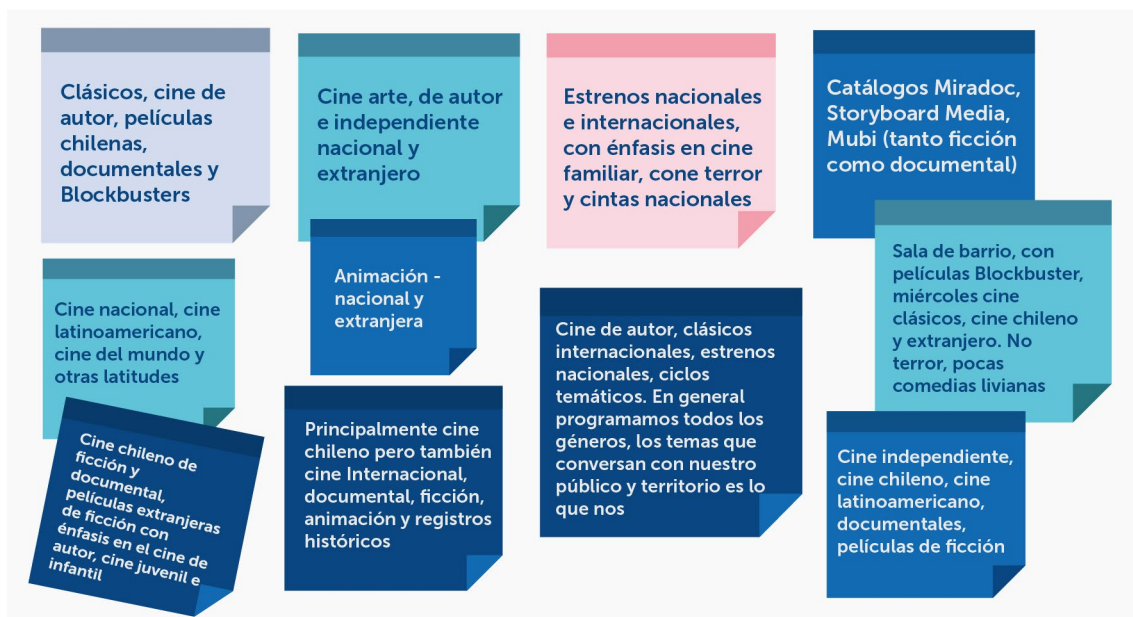 Clásicos, cine de
autor, películas
chilenas,
documentales y
Blockbusters
Cine arte, de autor
e independiente
nacional y
extranjero
Estrenos nacionales
e internacionales,
con énfasis en cine
familiar, cone terror
y cintas nacionales
Catálogos Miradoc,
Storyboard Media,
Mubi (tanto ficción
como documental)
Cine nacional, cine
latinoamericano,
cine del mundo y
otras latitudes
Animación -
nacional y
extranjera
Cine de autor, clásicos
internacionales, estrenos
nacionales, ciclos
temáticos. En general
programamos todos los
géneros, los temas que
conversan con nuestro
público y territorio es lo
que nos
Sala de barrio, con
películas Blockbuster,
miércoles cine
clásicos, cine chileno
y extranjero. No
terror, pocas
comedias livianas
Cine chileno de
ficción y
documental,
películas extranjeras
de ficción con
énfasis en el cine de
autor, cine juvenil e
infantil
Principalmente cine
chileno pero también
cine Internacional,
documental, ficción,
animación y registros
históricos
Cine independiente,
cine chileno, cine
latinoamericano,
documentales,
películas de ficción